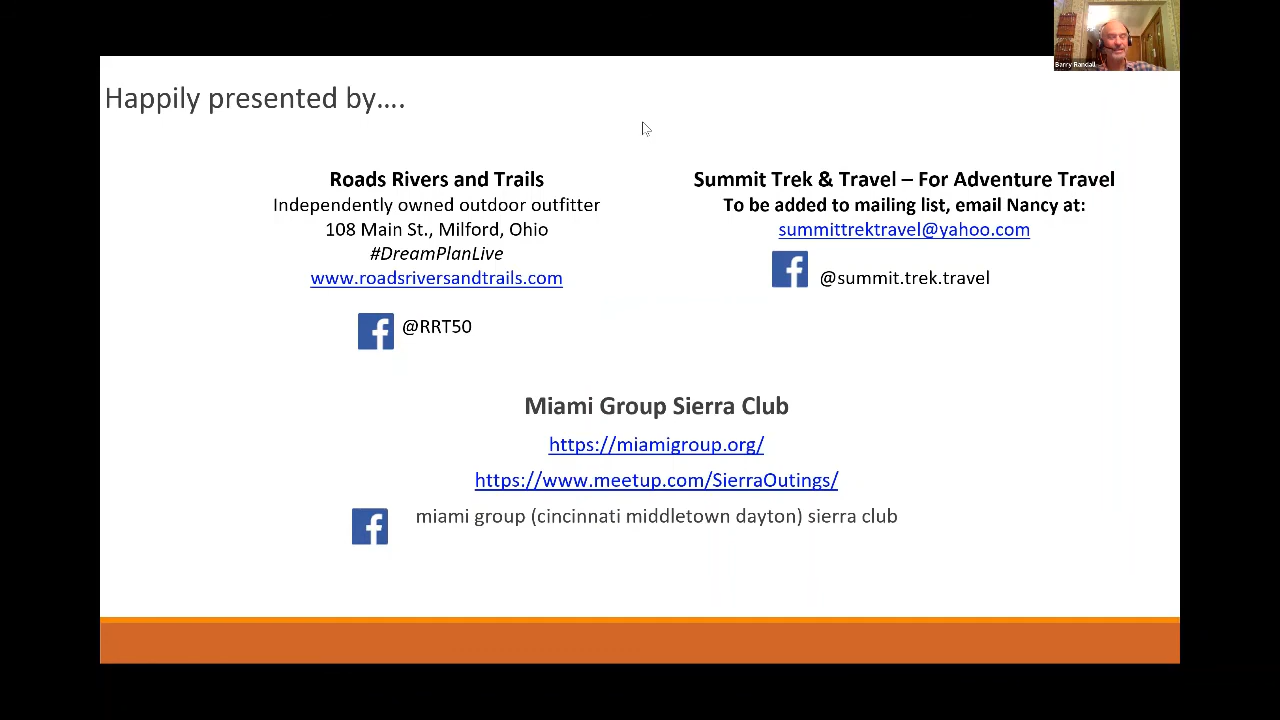 Barry Randall
Happily presented by....
Roads Rivers and Trails
Independently owned outdoor outfitter
108 Main St., Milford, Ohio
#DreamPlanLive
www.roadsriversandtrails.com
@RRT50
Summit Trek & Travel – For Adventure Travel
To be added to mailing list, email Nancy at:
summittrektravel@yahoo.com
@summit.trek.travel
Miami Group Sierra Club
https://miamigroup.org/
https://www.meetup.com/SierraOutings/
miami group (cincinnati middletown dayton) sierra club